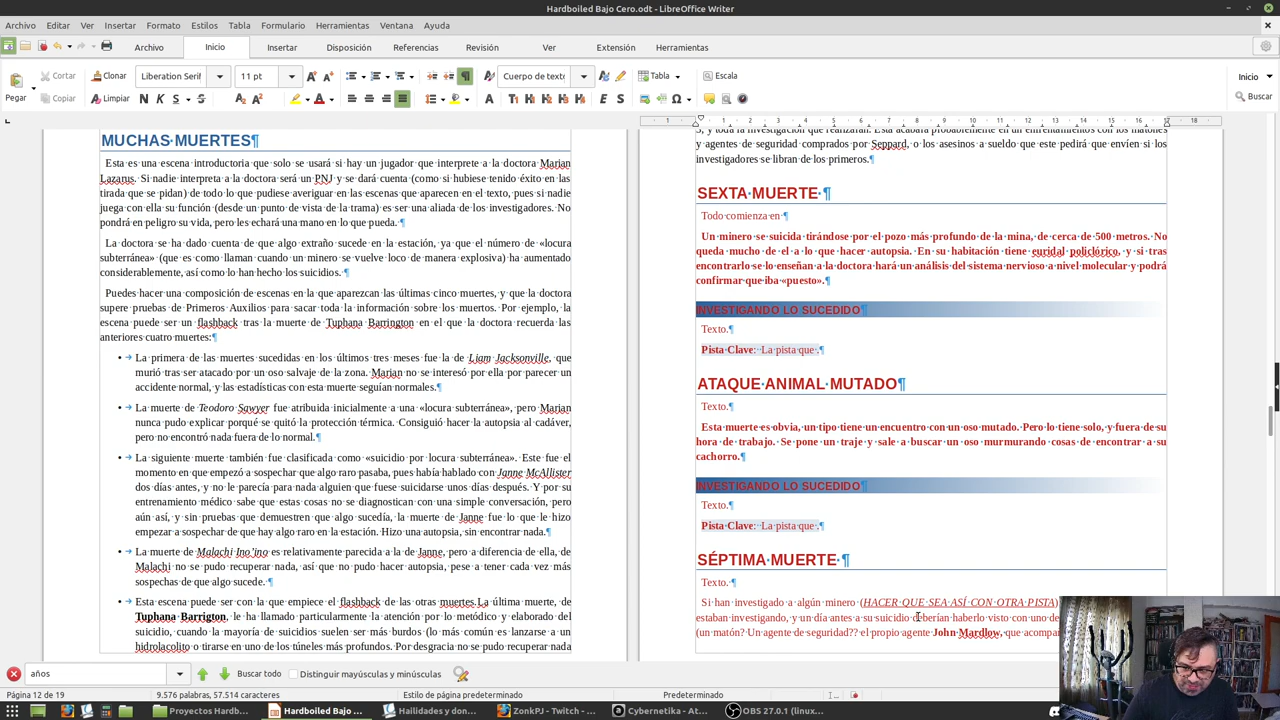 Hardboiled Bajo Cero.odt - LibreOffice Writer
Archivo Editar Ver Insertar Formato Estilos Tabla Formulario Herramientas Ventana Ayuda
Archivo Inicio Insertar Disposición Referencias Revisión Ver Extensión Herramientas
Pegar Cortar Copiar Clonar Limpiar Liberation Serif 11 pt Cuerpo de texto Tabla Escala Inicio Buscar
MUCHAS MUERTES¶
Esta es una escena introductoria que solo se usará si hay un jugador que interprete a la doctora Marian
Lazarus. Si nadie interpreta a la doctora será un PNJ y se dará cuenta (como si hubiese tenido éxito en las
tirada que se pidan) de todo lo que pudiese averiguar en las escenas que aparecen en el texto, pues si nadie
juega con ella su función (desde un punto de vista de la trama) es ser una aliada de los investigadores. No
pondrá en peligro su vida, pero les echará una mano en lo que pueda. ¶
La doctora se ha dado cuenta de que algo extraño sucede en la estación, ya que el número de «locura
subterránea» (que es como llaman cuando un minero se vuelve loco de manera explosiva) ha aumentado
considerablemente, así como lo han hecho los suicidios. ¶
Puedes hacer una composición de escenas en la que aparezcan las últimas cinco muertes, y que la doctora
supere pruebas de Primeros Auxilios para sacar toda la información sobre los muertos. Por ejemplo, la
escena puede ser un flashback tras la muerte de Tuphana Barrington en el que la doctora recuerda las
anteriores cuatro muertes:¶
• La primera de las muertes sucedidas en los últimos tres meses fue la de Liam Jacksonville, que
murió tras ser atacado por un oso salvaje de la zona. Marian no se interesó por ella por parecer un
accidente normal, y las estadísticas con esta muerte seguían normales.¶
• La muerte de Teodoro Sawyer fue atribuida inicialmente a una «locura subterránea», pero Marian
nunca pudo explicar porqué se quitó la protección térmica. Consiguió hacer la autopsia al cadáver,
pero no encontró nada fuera de lo normal.¶
• La siguiente muerte también fue clasificada como «suicidio por locura subterránea». Este fue el
momento en que empezó a sospechar que algo raro pasaba, pues había hablado con Janne McAllister
dos días antes, y no le parecía para nada alguien que fuese suicidarse unos días después. Y por su
entrenamiento médico sabe que estas cosas no se diagnostican con una simple conversación, pero
aún así, y sin pruebas que demuestren que algo sucedía, la muerte de Janne fue lo que le hizo
empezar a sospechar de que hay algo raro en la estación. Hizo una autopsia, sin encontrar nada.¶
• La muerte de Malachi Ino'ino es relativamente parecida a la de Janne, pero a diferencia de ella, de
Malachi no se pudo recuperar nada, así que no pudo hacer autopsia, pese a tener cada vez más
sospechas de que algo sucede. ¶
• Esta escena puede ser con la que empiece el flashback de las otras muertes.La última muerte, de
Tuphana Barrigton, le ha llamado particularmente la atención por lo metódico y elaborado del
suicidio, cuando la mayoría de suicidios suelen ser más burdos (lo más común es lanzarse a un
hidrolacolito o tirarse en uno de los túneles más profundos. Por desgracia no se pudo recuperar nada
y agentes de seguridad comprados por Seppard, o los asesinos a sueldo que este pedirá que envíen si los
investigadores se libran de los primeros.¶
SEXTA MUERTE ¶
Todo comienza en ¶
Un minero se suicida tirándose por el pozo más profundo de la mina, de cerca de 500 metros. No
queda mucho de el a lo que hacer autopsia. En su habitación tiene euridal policlórico, y si tras
encontrarlo se lo enseñan a la doctora hará un análisis del sistema nervioso a nivel molecular y podrá
confirmar que iba «puesto».¶
INVESTIGANDO LO SUCEDIDO¶
Texto.¶
Pista Clave: La pista que .¶
ATAQUE ANIMAL MUTADO¶
Texto.¶
Esta muerte es obvia, un tipo tiene un encuentro con un oso mutado. Pero lo tiene solo, y fuera de su
hora de trabajo. Se pone un traje y sale a buscar un oso murmurando cosas de encontrar a su
cachorro.¶
INVESTIGANDO LO SUCEDIDO¶
Texto.¶
Pista Clave: La pista que .¶
SÉPTIMA MUERTE ¶
Texto. ¶
Si han investigado a algún minero (HACER QUE SEA ASÍ CON OTRA PISTA)
estaban investigando, y un día antes a su suicidio deberían haberlo visto con uno de
(un matón? Un agente de seguridad?? el propio agente John Mardlow, que acompañ
años Buscar todo Distinguir mayúsculas y minúsculas
Página 12 de 19 9.576 palabras, 57.514 caracteres Estilo de página predeterminado Predeterminado
Proyectos Hardb... Hardboiled Bajo ... Hailidades y don... ZonkPJ - Twitch - ... Cybernetika - At... OBS 27.0.1 (linux...